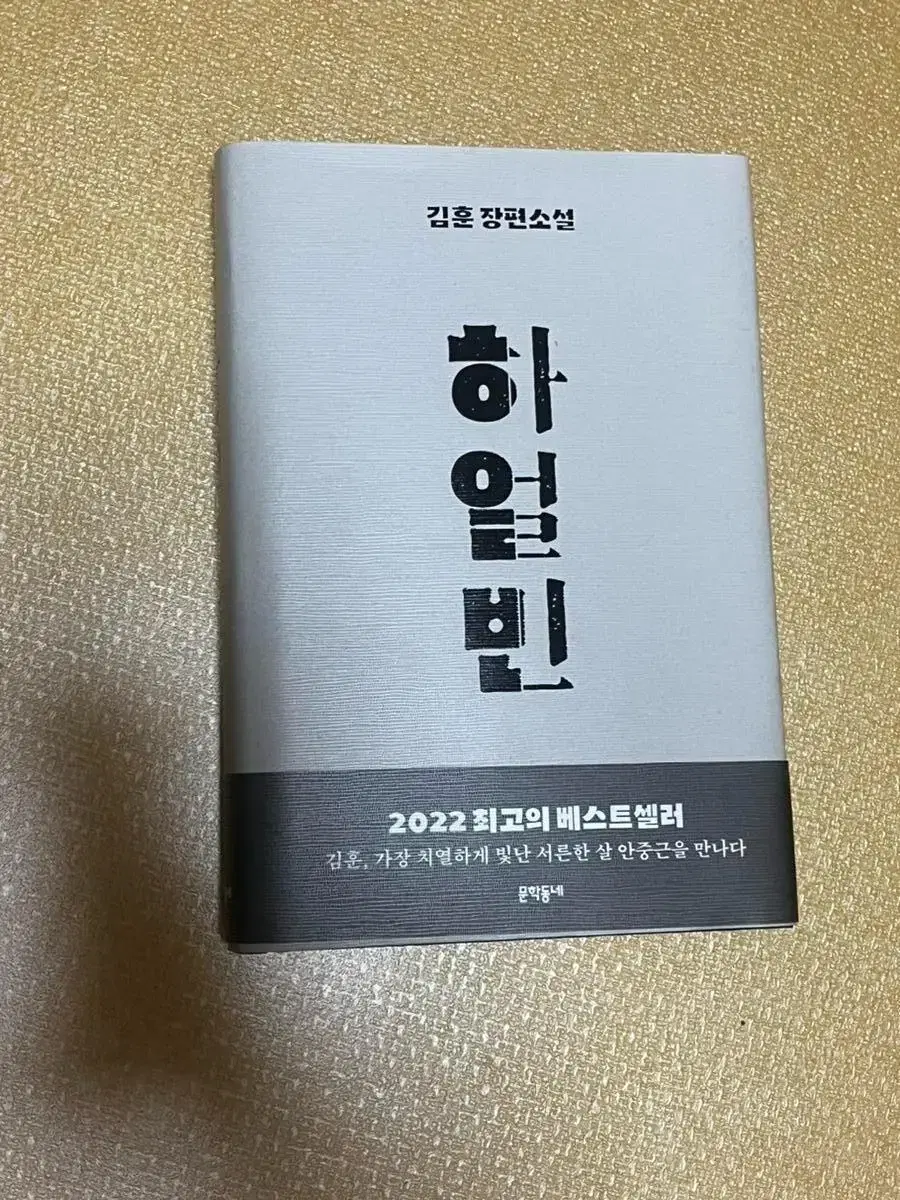 김훈 장편소설
하얼빈
2022 최고의 베스트셀러
김훈, 가장 치열하게 빛난 서른한 살 안중근을 만나다
문학동네